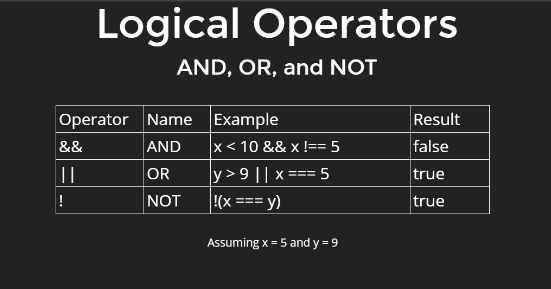 Logical Operators
AND, OR, and NOT
Operator Name Example Result
&& AND x < 10 && x !== 5 false
|| OR y > 9 || x === 5 true
! NOT !(x === y) true
Assuming x = 5 and y = 9